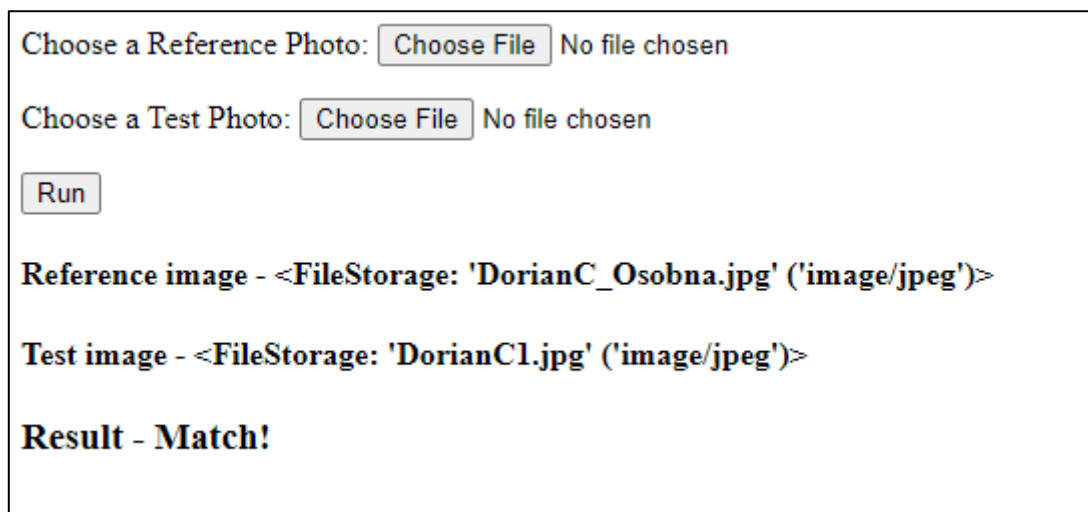 Choose a Reference Photo: Choose File No file chosen
Choose a Test Photo: Choose File No file chosen
Run
Reference image - <FileStorage: 'DorianC_Osobna.jpg' ('image/jpeg')>
Test image - <FileStorage: 'DorianC1.jpg' ('image/jpeg')>
Result - Match!